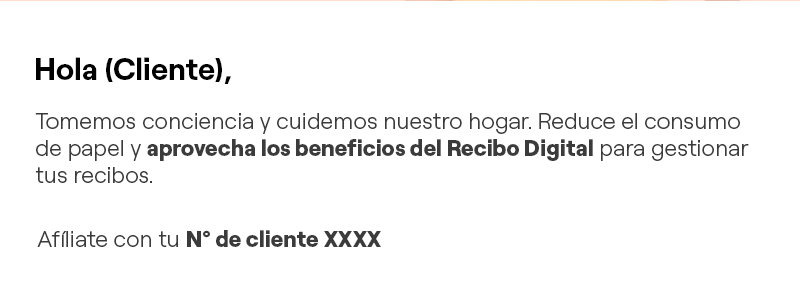 Hola (Cliente),
Tomemos conciencia y cuidemos nuestro hogar. Reduce el consumo
de papel y aprovecha los beneficios del Recibo Digital para gestionar
tus recibos.
Afíliate con tu N° de cliente XXXX